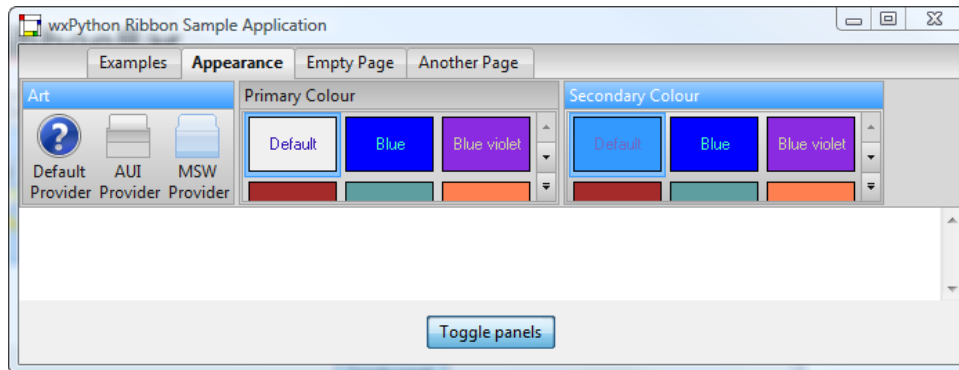 wxPython Ribbon Sample Application
Examples Appearance Empty Page Another Page
Art Primary Colour Secondary Colour
Default Blue Blue violet Default Blue Blue violet
Default AUI MSW
Provider Provider Provider
Toggle panels